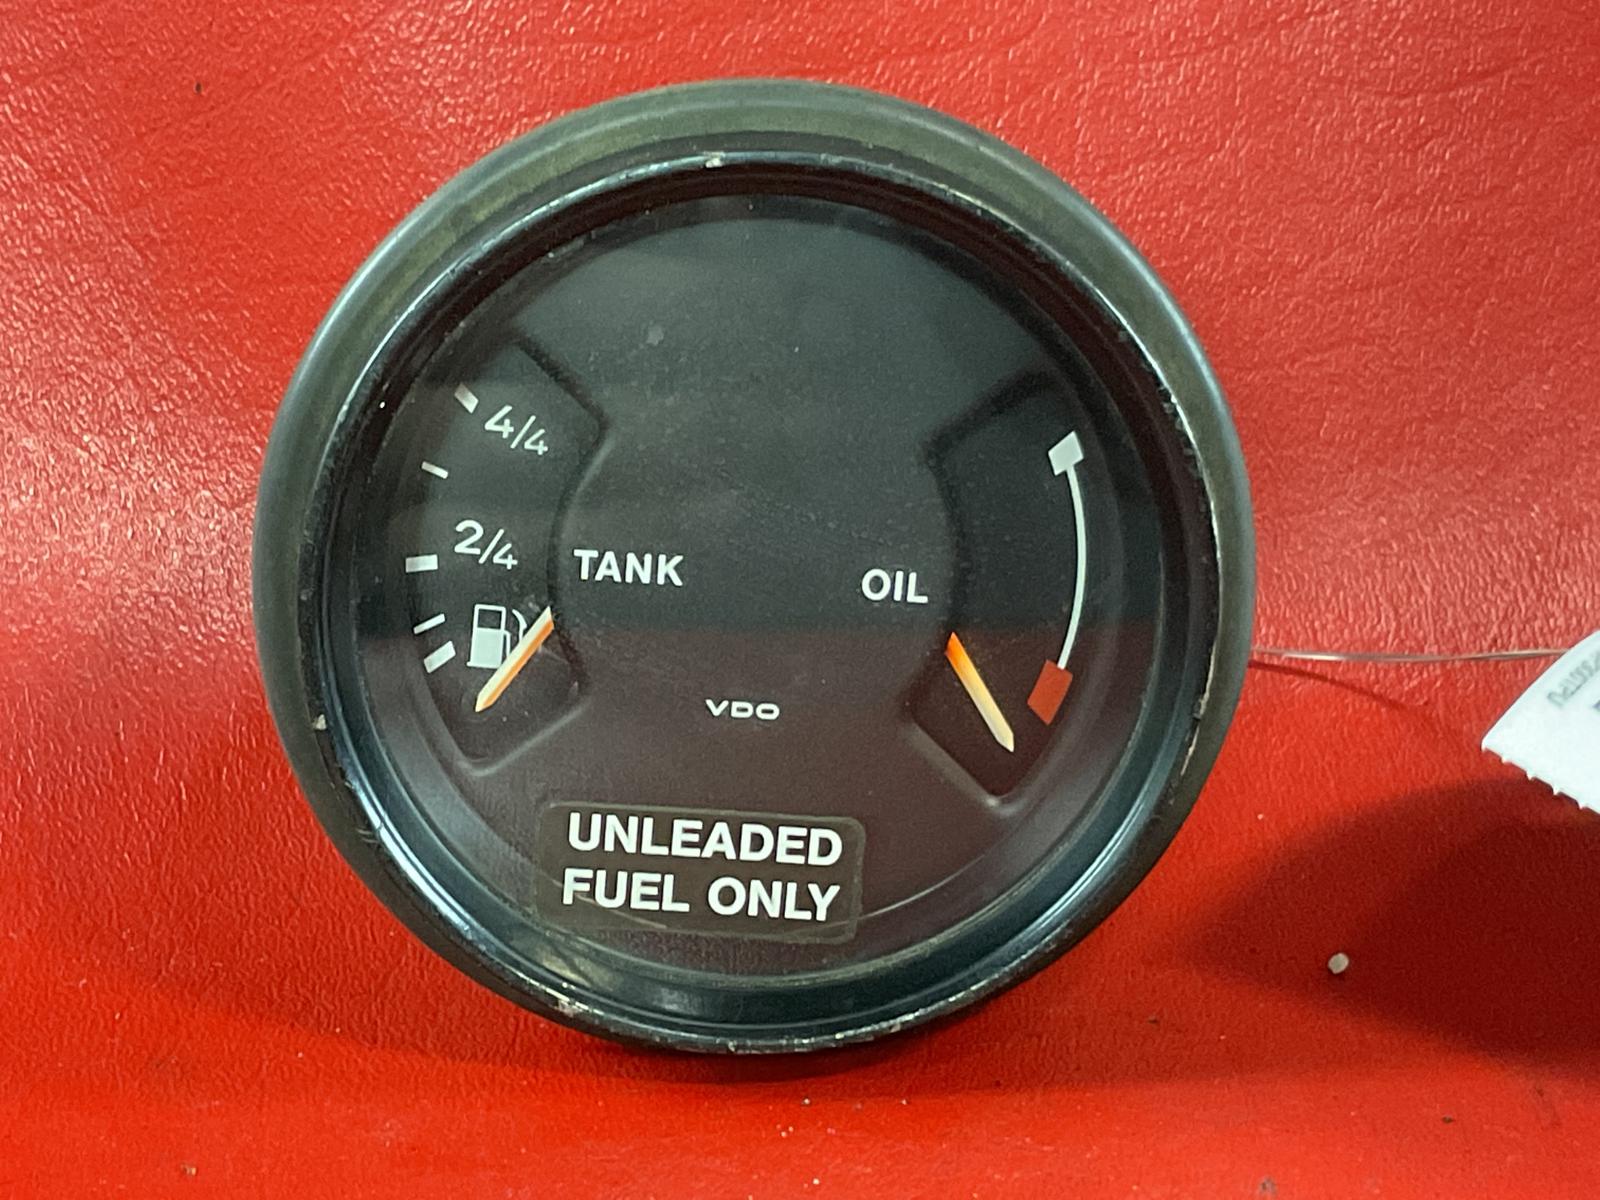 4/4
2/4
TANK
OIL
VDO
UNLEADED
FUEL ONLY